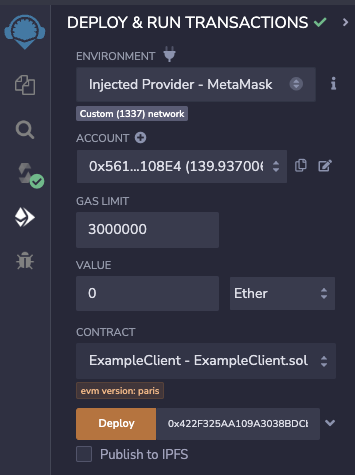 DEPLOY & RUN TRANSACTIONS
ENVIRONMENT
Injected Provider - MetaMask
Custom (1337) network
ACCOUNT
0x561...108E4 (139.937006
GAS LIMIT
3000000
VALUE
0 Ether
CONTRACT
ExampleClient - ExampleClient.sol
evm version: paris
Deploy 0x422F325AA109A3038BDC
Publish to IPFS